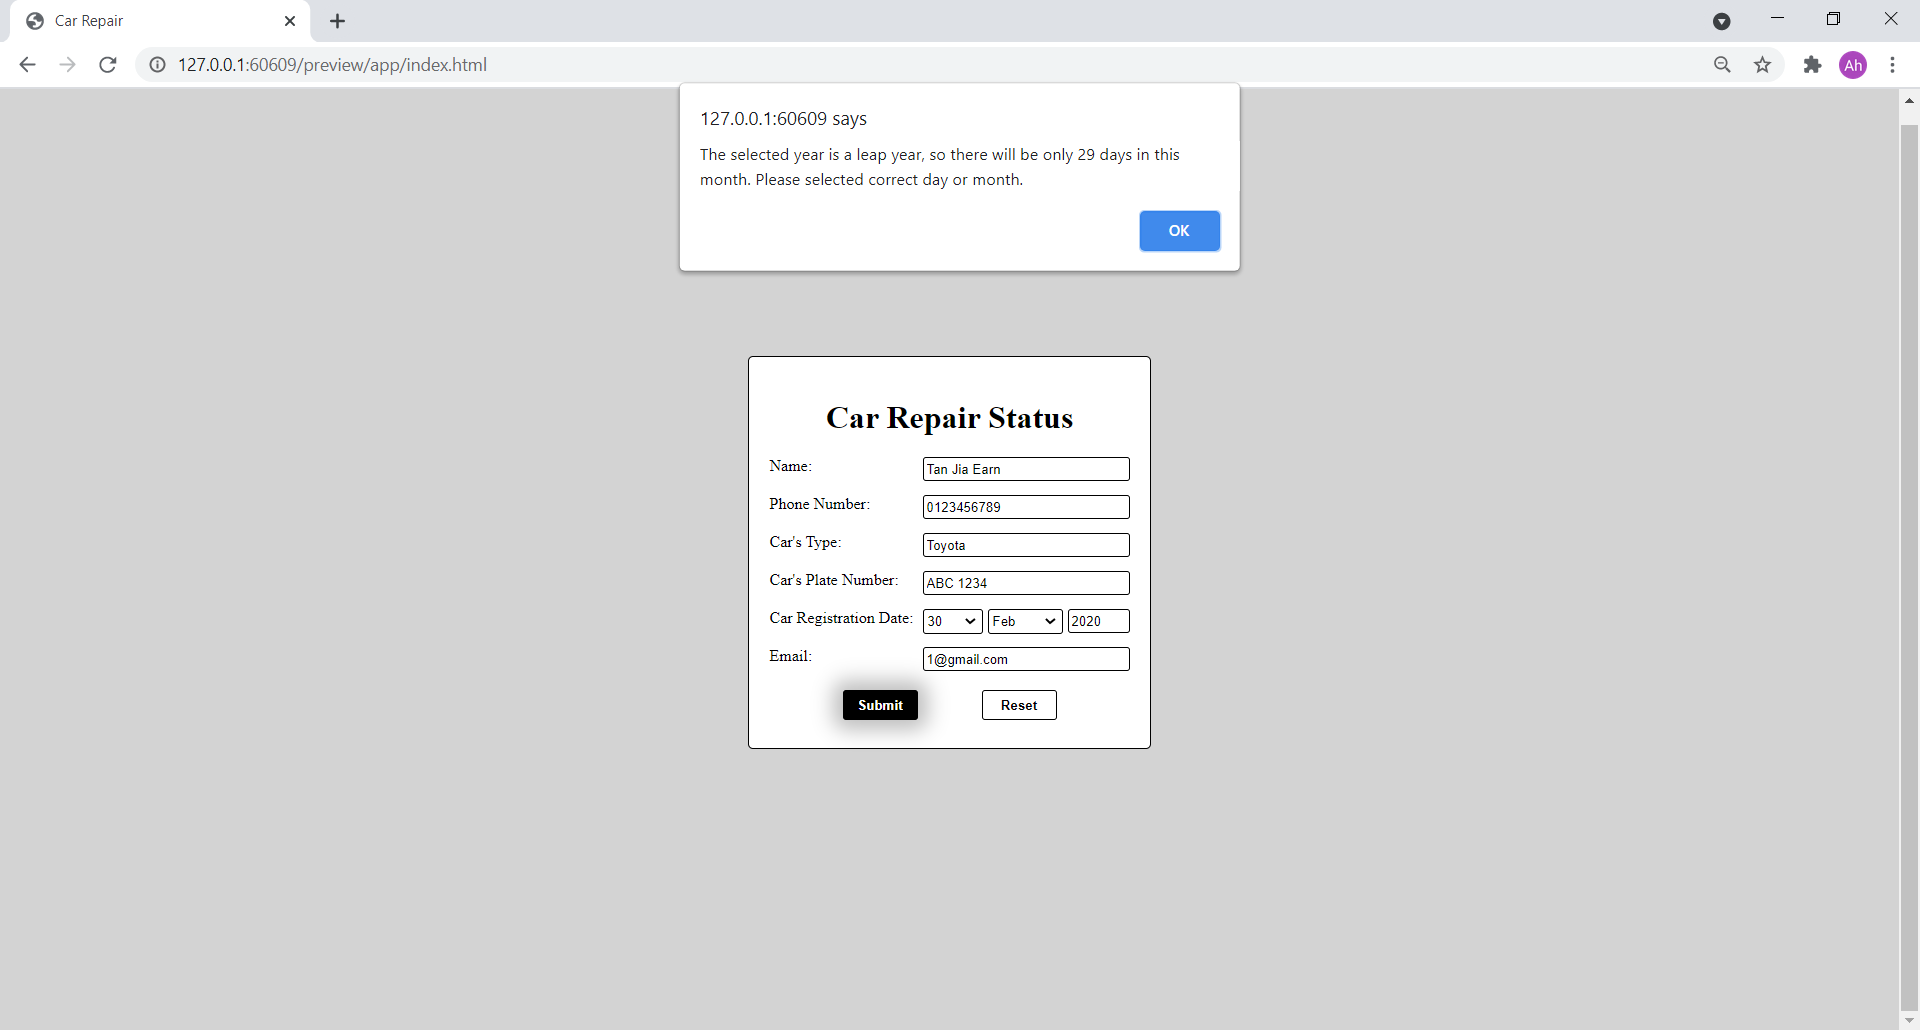 Car Repair
127.0.0.1:60609/preview/app/index.html
Ah
127.0.0.1:60609 says
The selected year is a leap year, so there will be only 29 days in this
month. Please selected correct day or month.
OK
Car Repair Status
Name: Tan Jia Earn
Phone Number: 0123456789
Car's Type: Toyota
Car's Plate Number: ABC 1234
Car Registration Date: 30 Feb 2020
Email: 1@gmail.com
Submit Reset